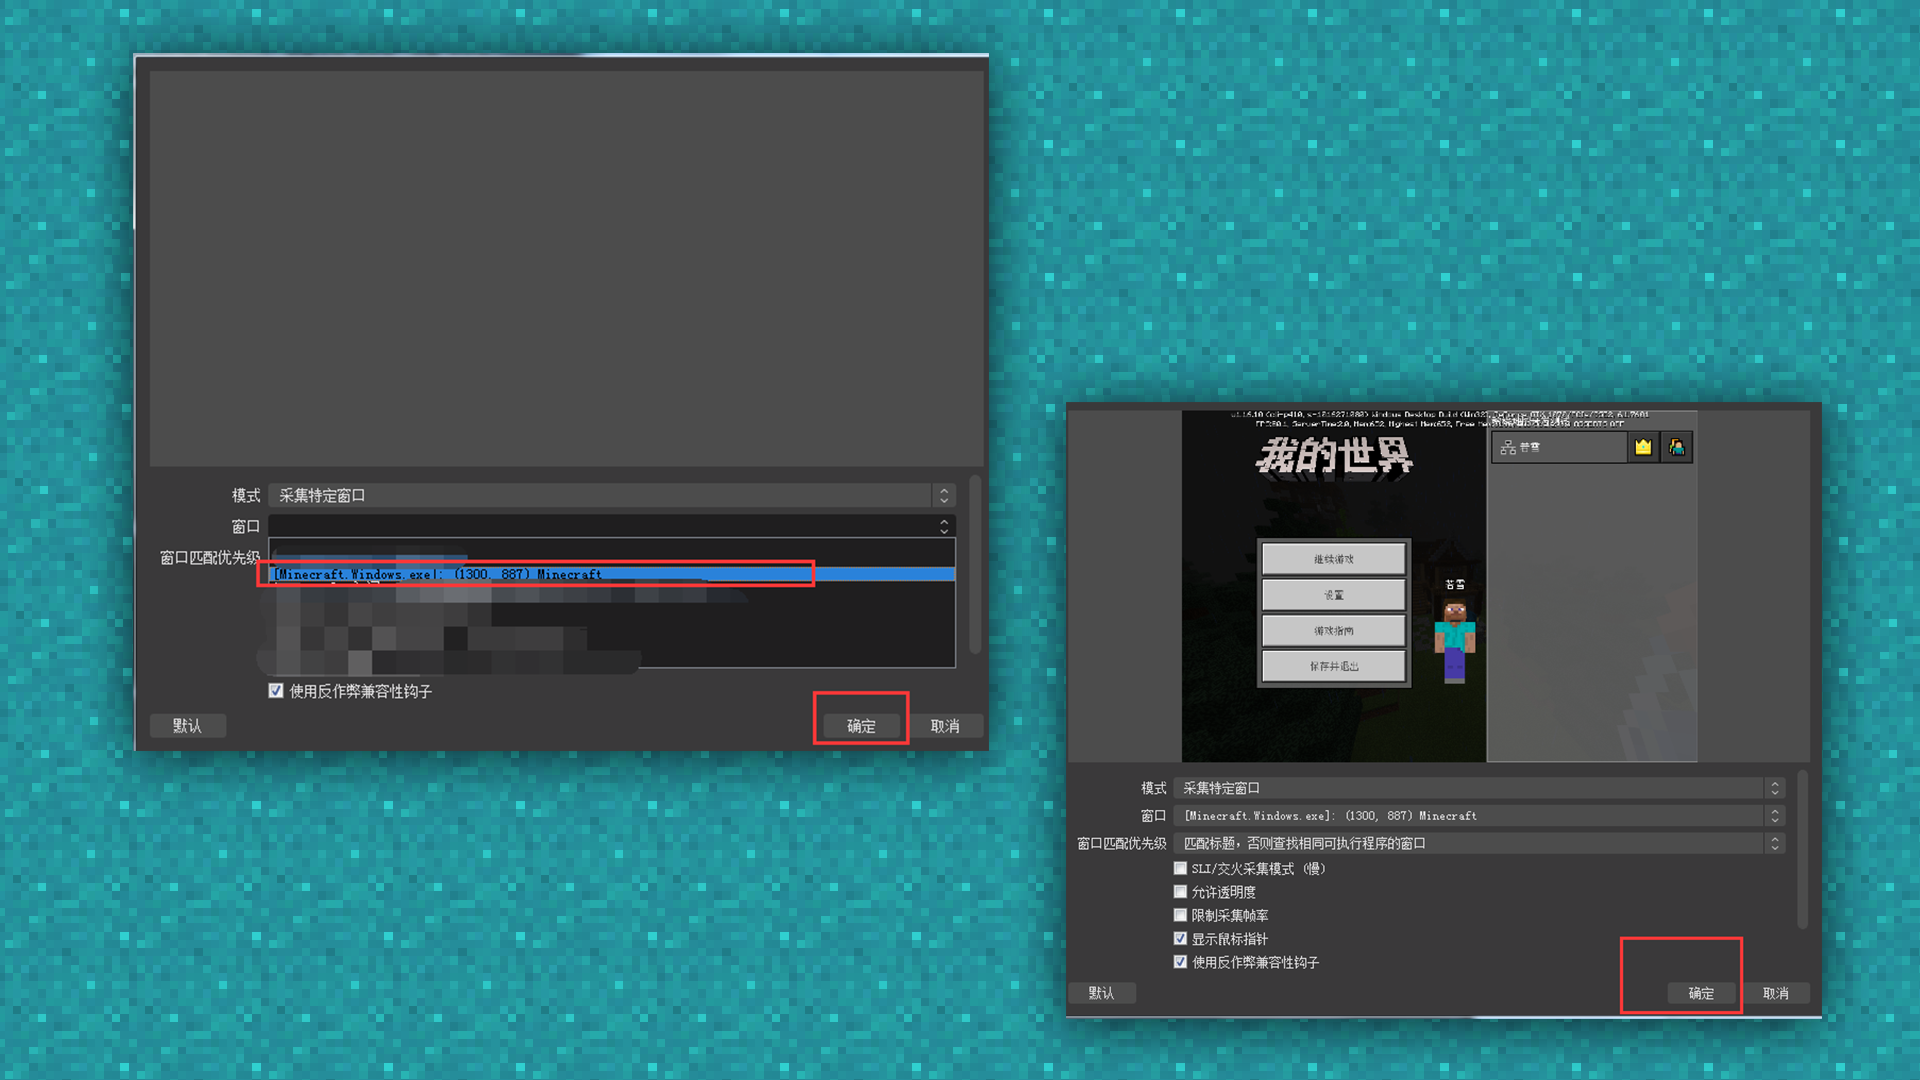 模式 采集特定窗口
窗口
窗口匹配优先级
[Minecraft.Windows.exe]: (1300, 887) Minecraft
使用反作弊兼容性钩子
默认 确定 取消
我的世界
若雪
继续游戏
设置
游戏指南
保存并退出
若雪
模式 采集特定窗口
窗口 [Minecraft.Windows.exe]: (1300, 887) Minecraft
窗口匹配优先级 匹配标题，否则查找相同可执行程序的窗口
SLI/交火采集模式 (慢)
允许透明度
限制采集帧率
显示鼠标指针
使用反作弊兼容性钩子
默认 确定 取消